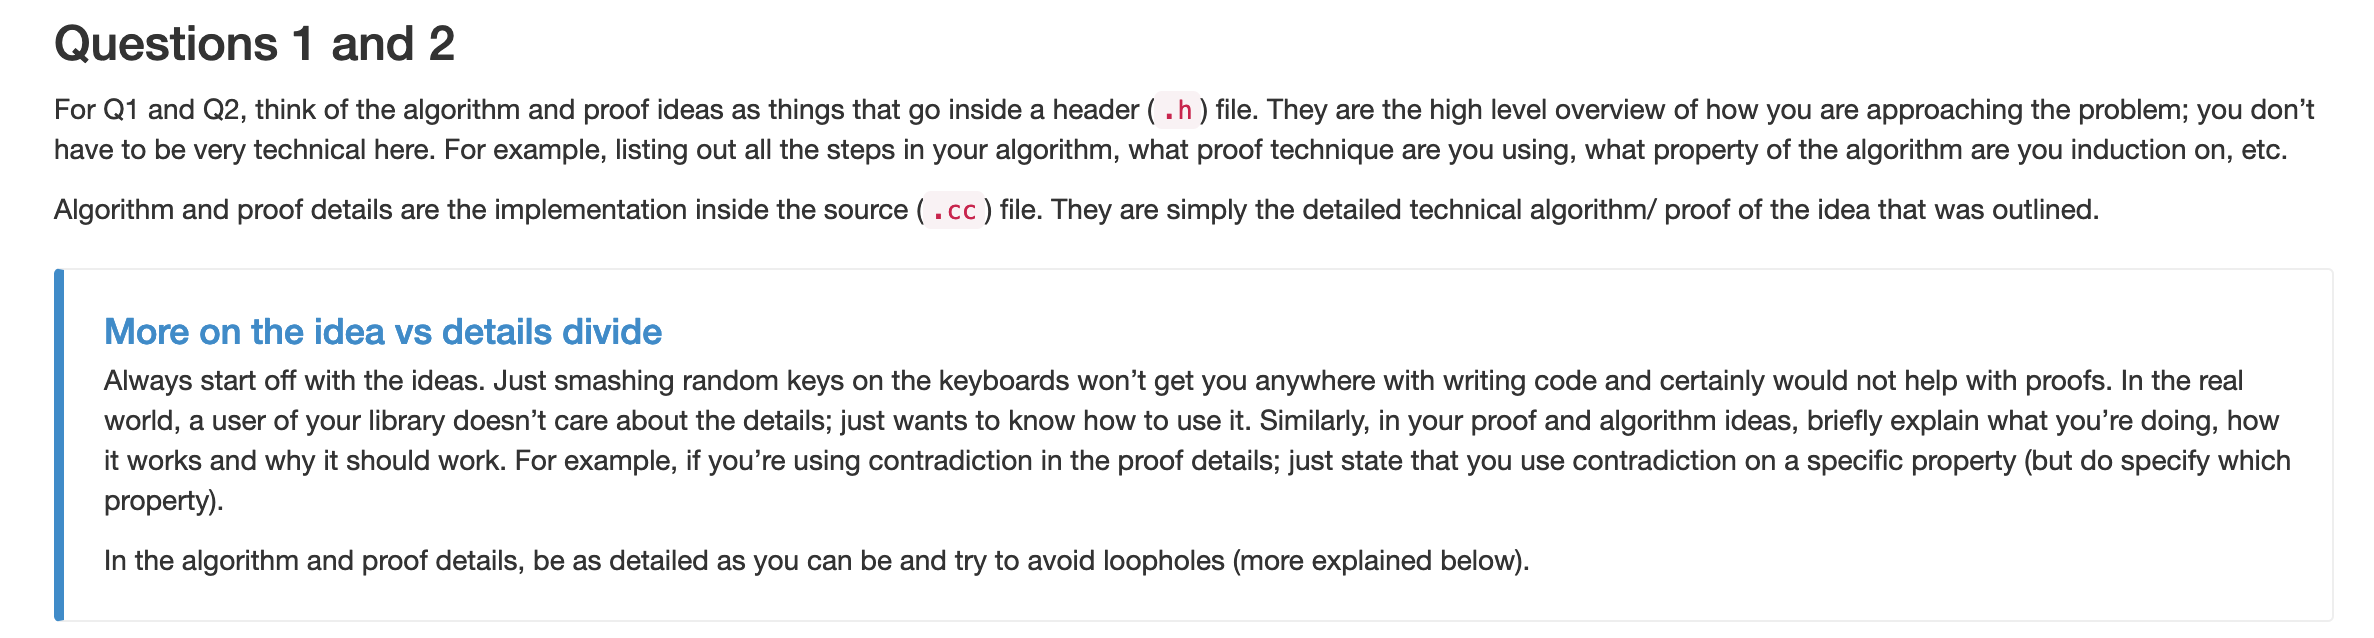 Questions 1 and 2
For Q1 and Q2, think of the algorithm and proof ideas as things that go inside a header ( .h ) file. They are the high level overview of how you are approaching the problem; you don’t
have to be very technical here. For example, listing out all the steps in your algorithm, what proof technique are you using, what property of the algorithm are you induction on, etc.
Algorithm and proof details are the implementation inside the source ( .cc ) file. They are simply the detailed technical algorithm/ proof of the idea that was outlined.
More on the idea vs details divide
Always start off with the ideas. Just smashing random keys on the keyboards won’t get you anywhere with writing code and certainly would not help with proofs. In the real
world, a user of your library doesn’t care about the details; just wants to know how to use it. Similarly, in your proof and algorithm ideas, briefly explain what you’re doing, how
it works and why it should work. For example, if you’re using contradiction in the proof details; just state that you use contradiction on a specific property (but do specify which
property).
In the algorithm and proof details, be as detailed as you can be and try to avoid loopholes (more explained below).